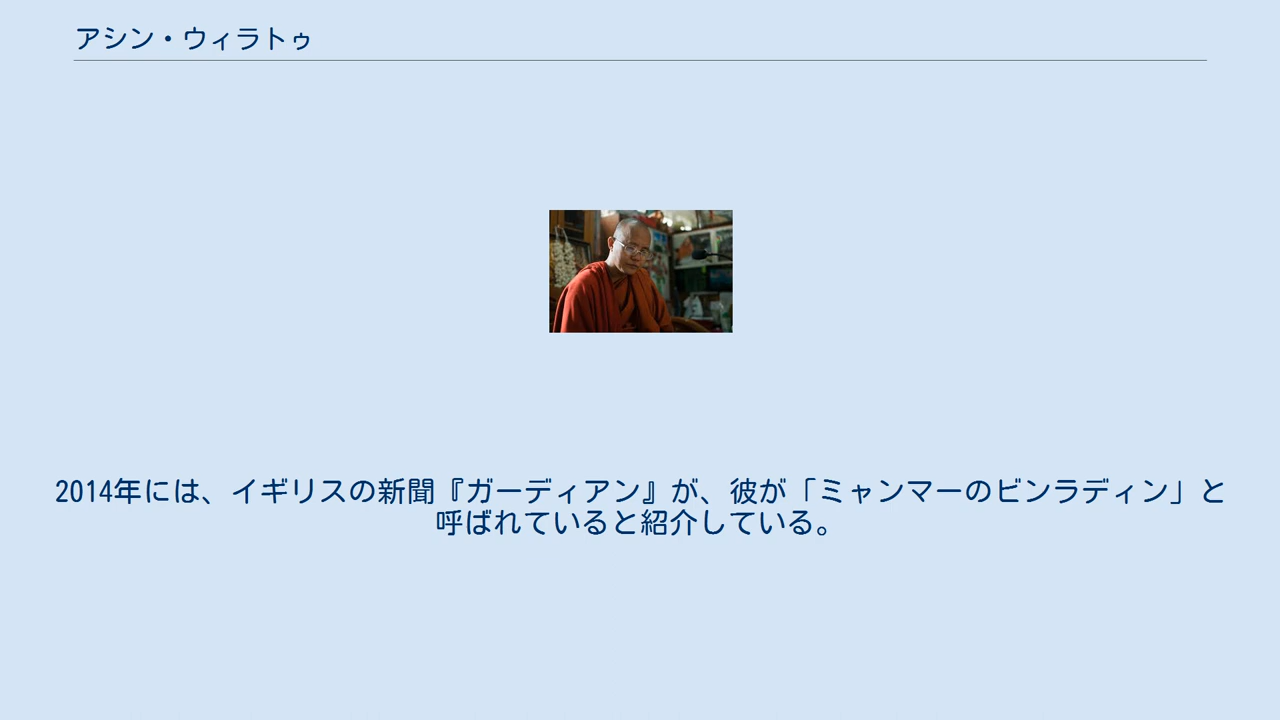 アシン・ウィラトゥ
2014年には、イギリスの新聞『ガーディアン』が、彼が「ミャンマーのビンラディン」と
呼ばれていると紹介している。